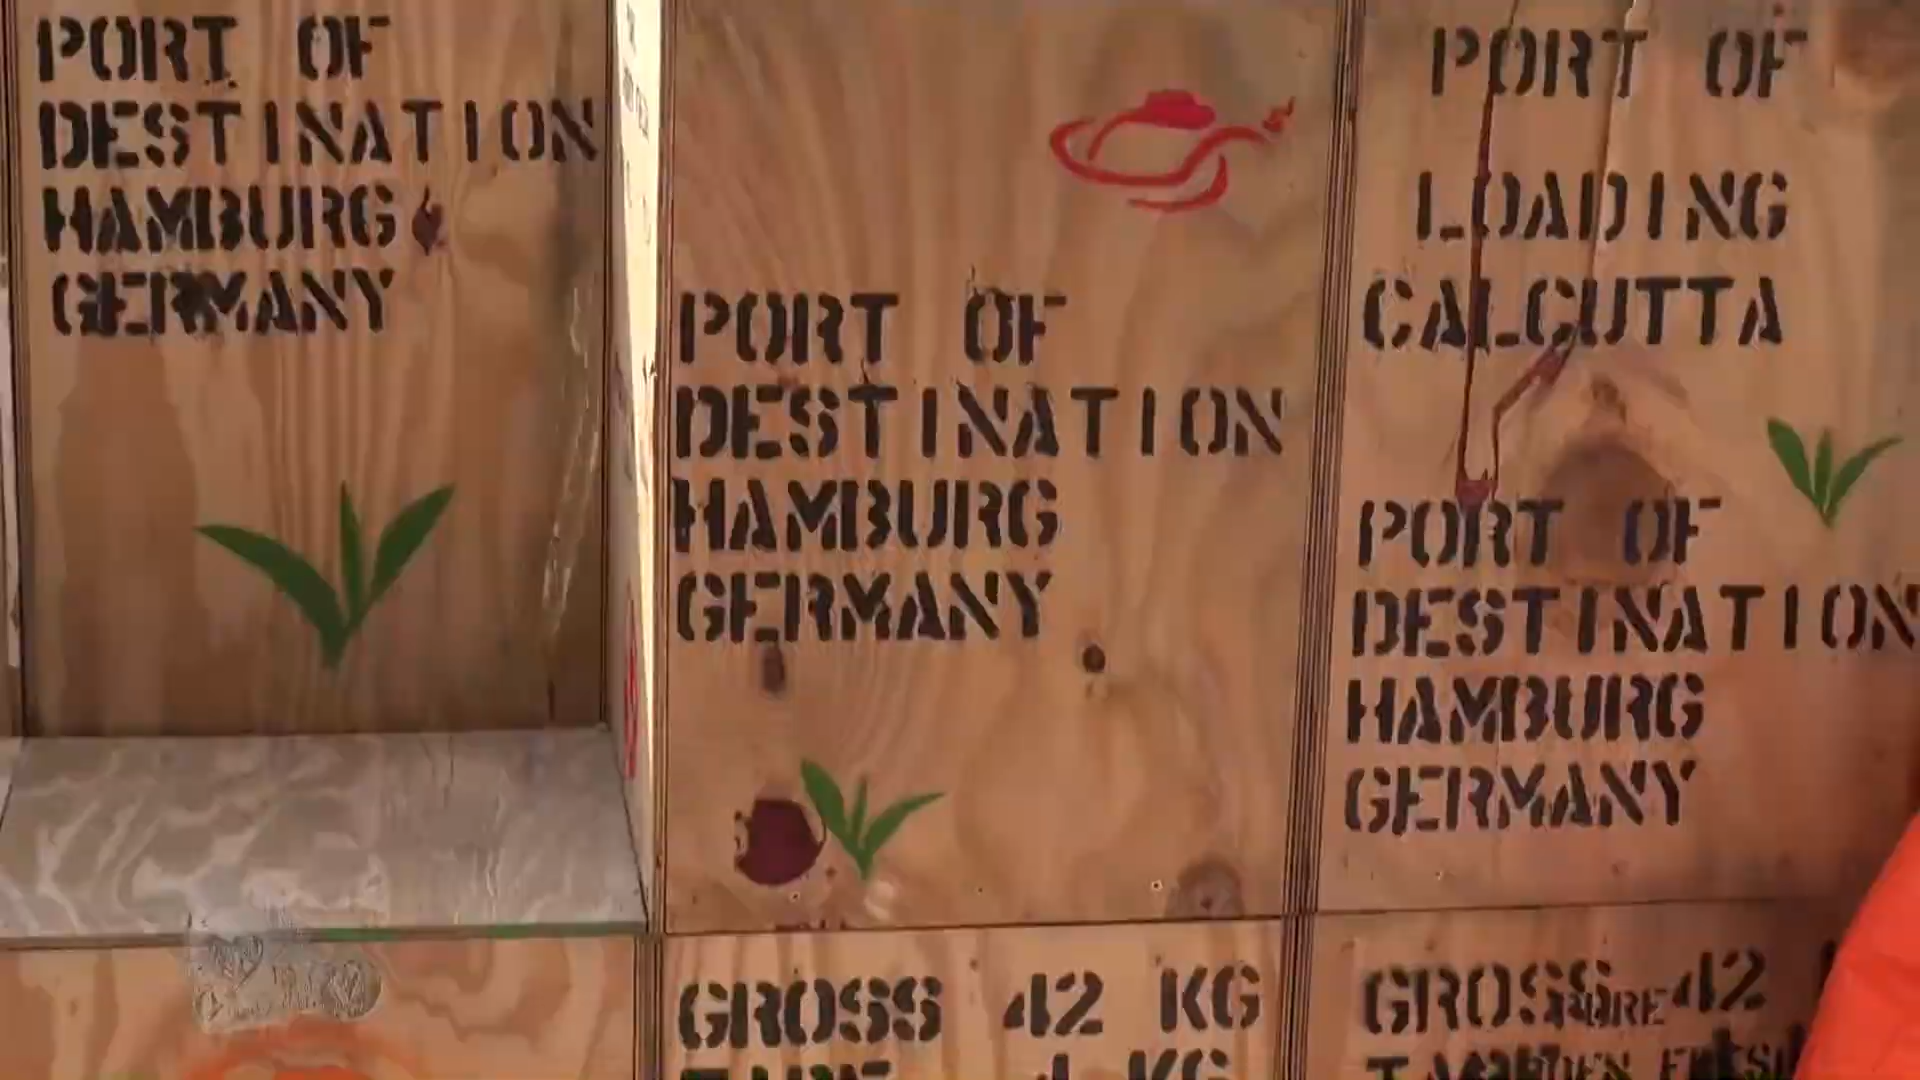 PORT OF
DESTINATION
HAMBURG
GERMANY
PORT OF
DESTINATION
HAMBURG
GERMANY
PORT OF
LOADING
CALCUTTA
PORT OF
DESTINATION
HAMBURG
GERMANY
GROSS 42 KG
GROSS 42